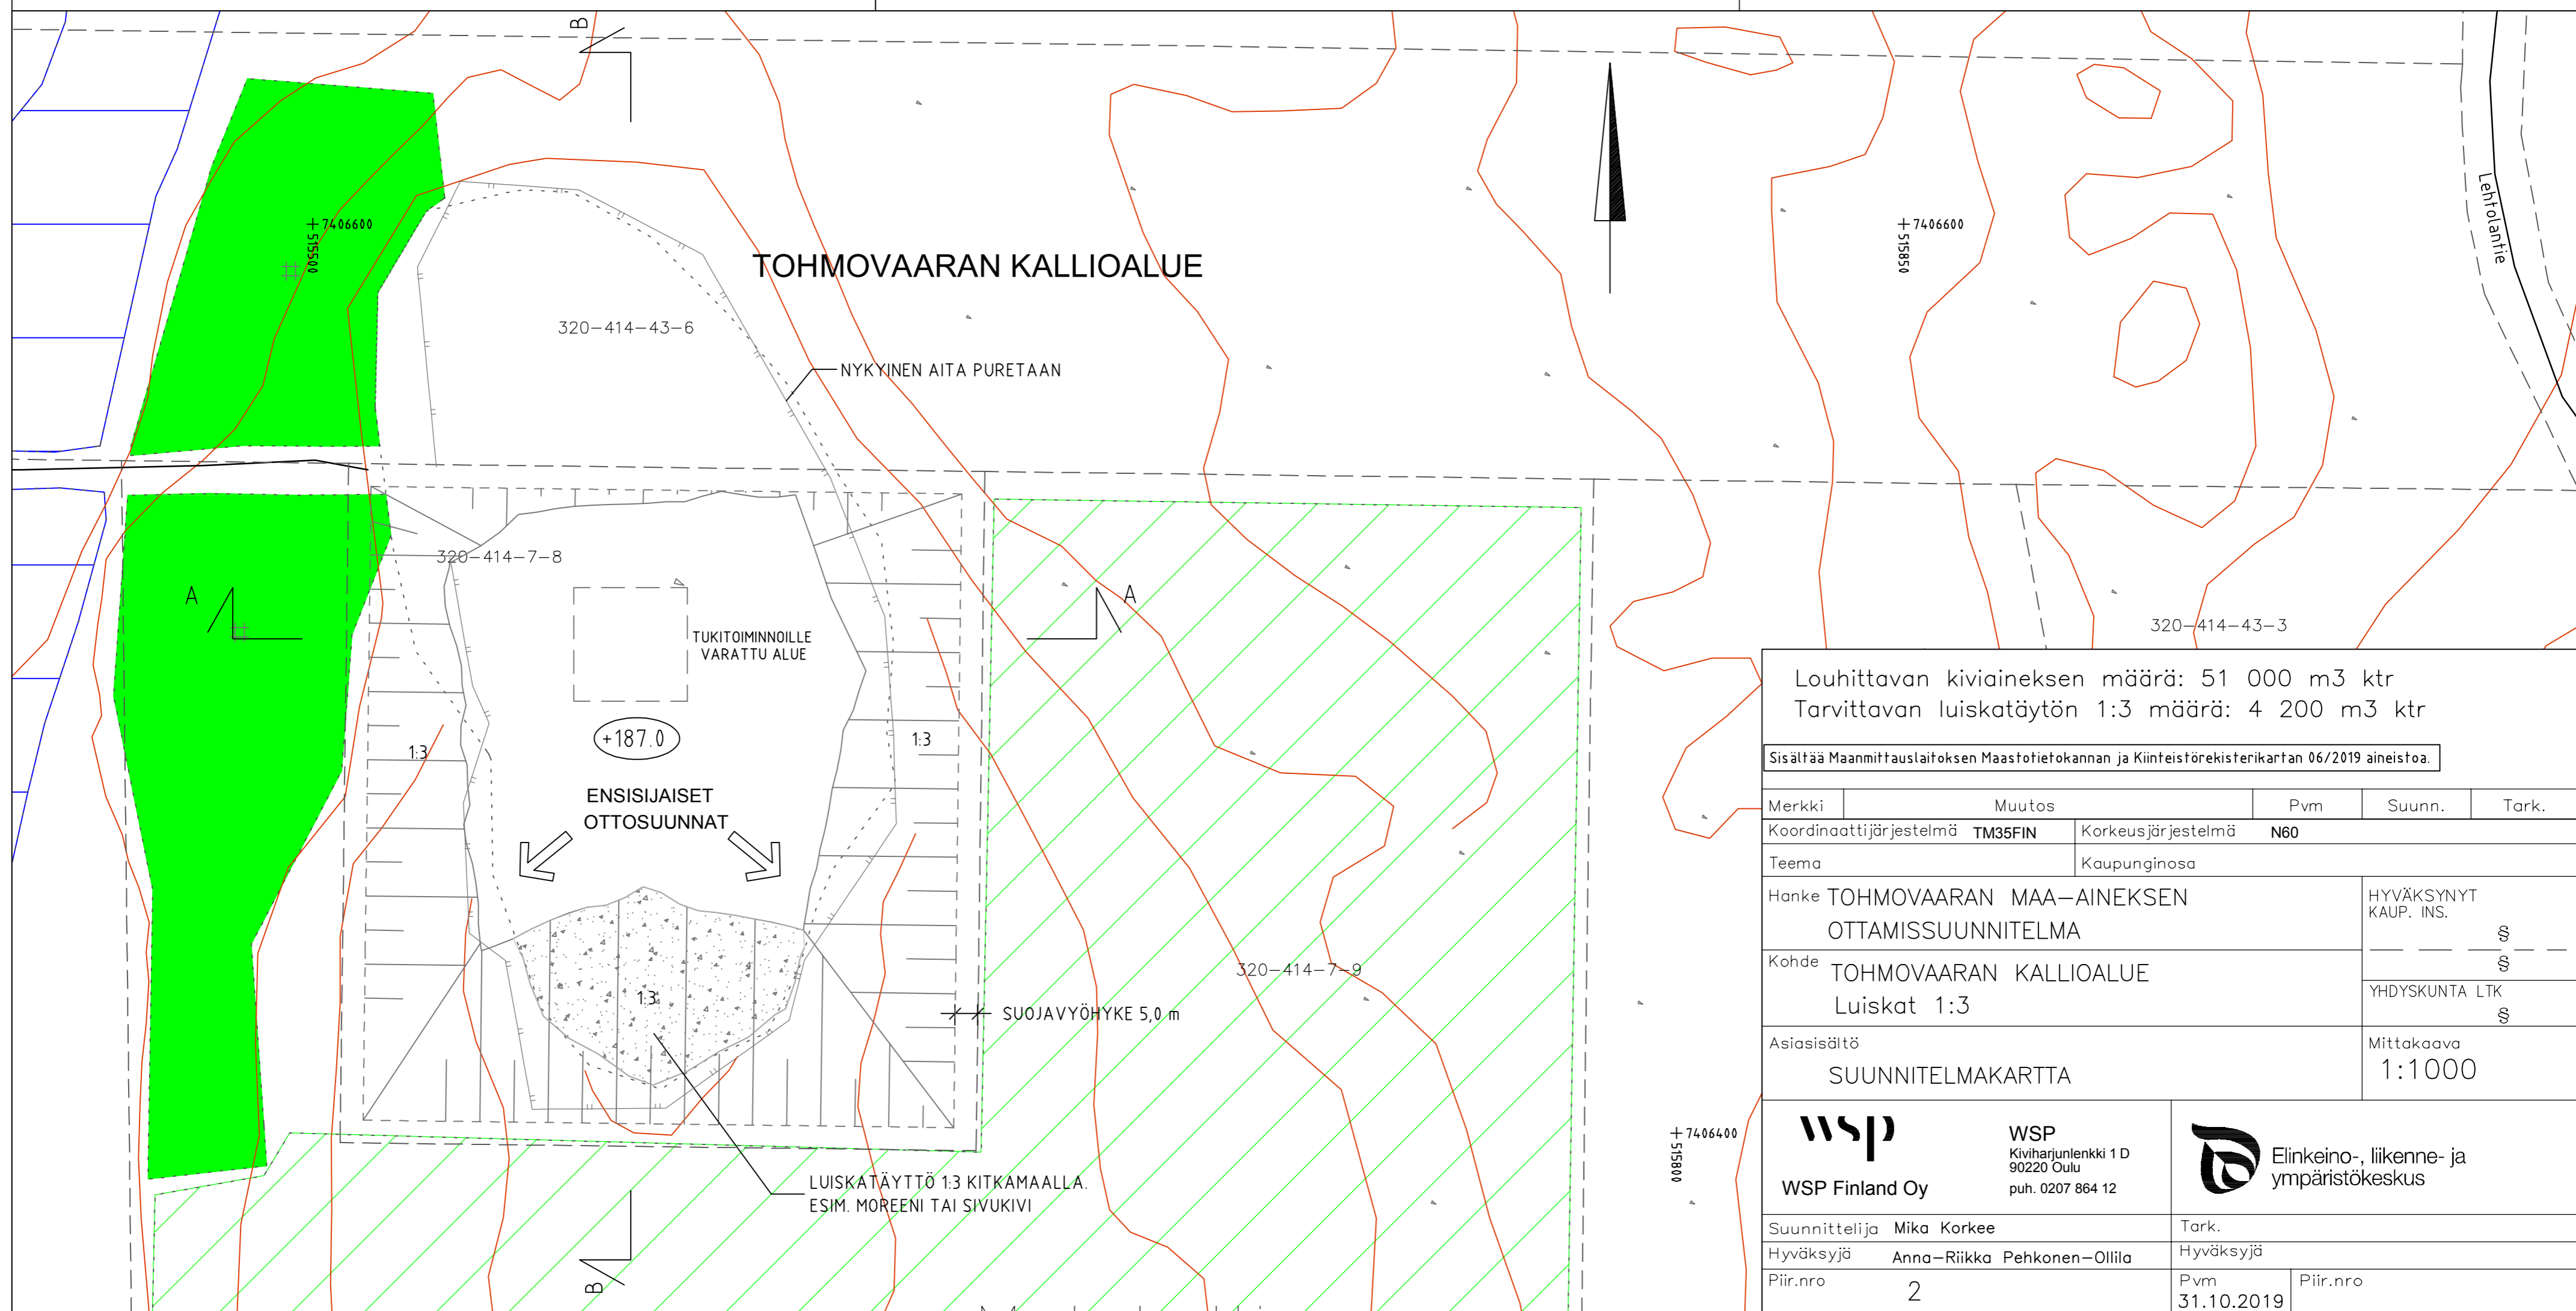 B
TOHMOVAARAN KALLIOALUE
+7406600
515500
+7406600
515850
Lehtolantie
320-414-43-6
NYKYINEN AITA PURETAAN
320-414-7-8
A
A
TUKITOIMINNOILLE
VARATTU ALUE
+187.0
1:3
1:3
ENSISIJAISET
OTTOSUUNNAT
320-414-43-3
320-414-7-9
1:3
SUOJAVYÖHYKE 5,0 m
+7406400
515800
LUISKATÄYTTÖ 1:3 KITKAMAALLA.
ESIM. MOREENI TAI SIVUKIVI
B
Louhittavan kiviaineksen määrä: 51 000 m3 ktr
Tarvittavan luiskatäytön 1:3 määrä: 4 200 m3 ktr
Sisältää Maanmittauslaitoksen Maastotietokannan ja Kiinteistörekisterikartan 06/2019 aineistoa.
Merkki Muutos Pvm Suunn. Tark.
Koordinaattijärjestelmä TM35FIN Korkeusjärjestelmä N60
Teema Kaupunginosa
Hanke TOHMOVAARAN MAA-AINEKSEN
OTTAMISSUUNNITELMA
HYVÄKSYNYT
KAUP. INS.
§
§
Kohde TOHMOVAARAN KALLIOALUE
Luiskat 1:3
YHDYSKUNTA LTK
§
Asiasisältö
SUUNNITELMAKARTTA
Mittakaava
1:1000
wsp
WSP Finland Oy
WSP
Kiviharjunlenkki 1 D
90220 Oulu
puh. 0207 864 12
Elinkeino-, liikenne- ja
ympäristökeskus
Suunnittelija Mika Korkee Tark.
Hyväksyjä Anna-Riikka Pehkonen-Ollila Hyväksyjä
Piir.nro 2
Pvm
31.10.2019
Piir.nro